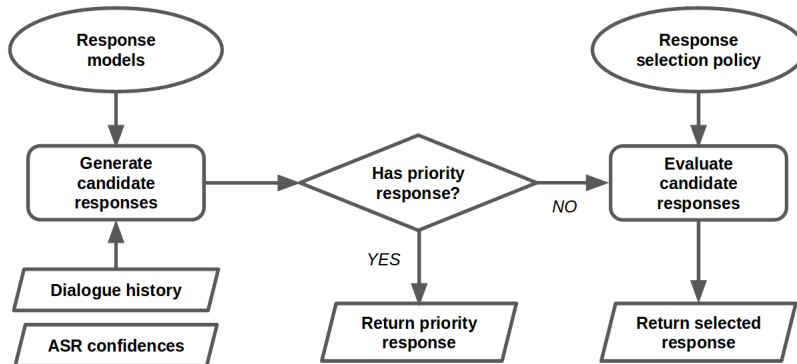 Response
models
Response
selection policy
Generate
candidate
responses
Has priority
response?
NO
Evaluate
candidate
responses
YES
Dialogue history
ASR confidences
Return priority
response
Return selected
response